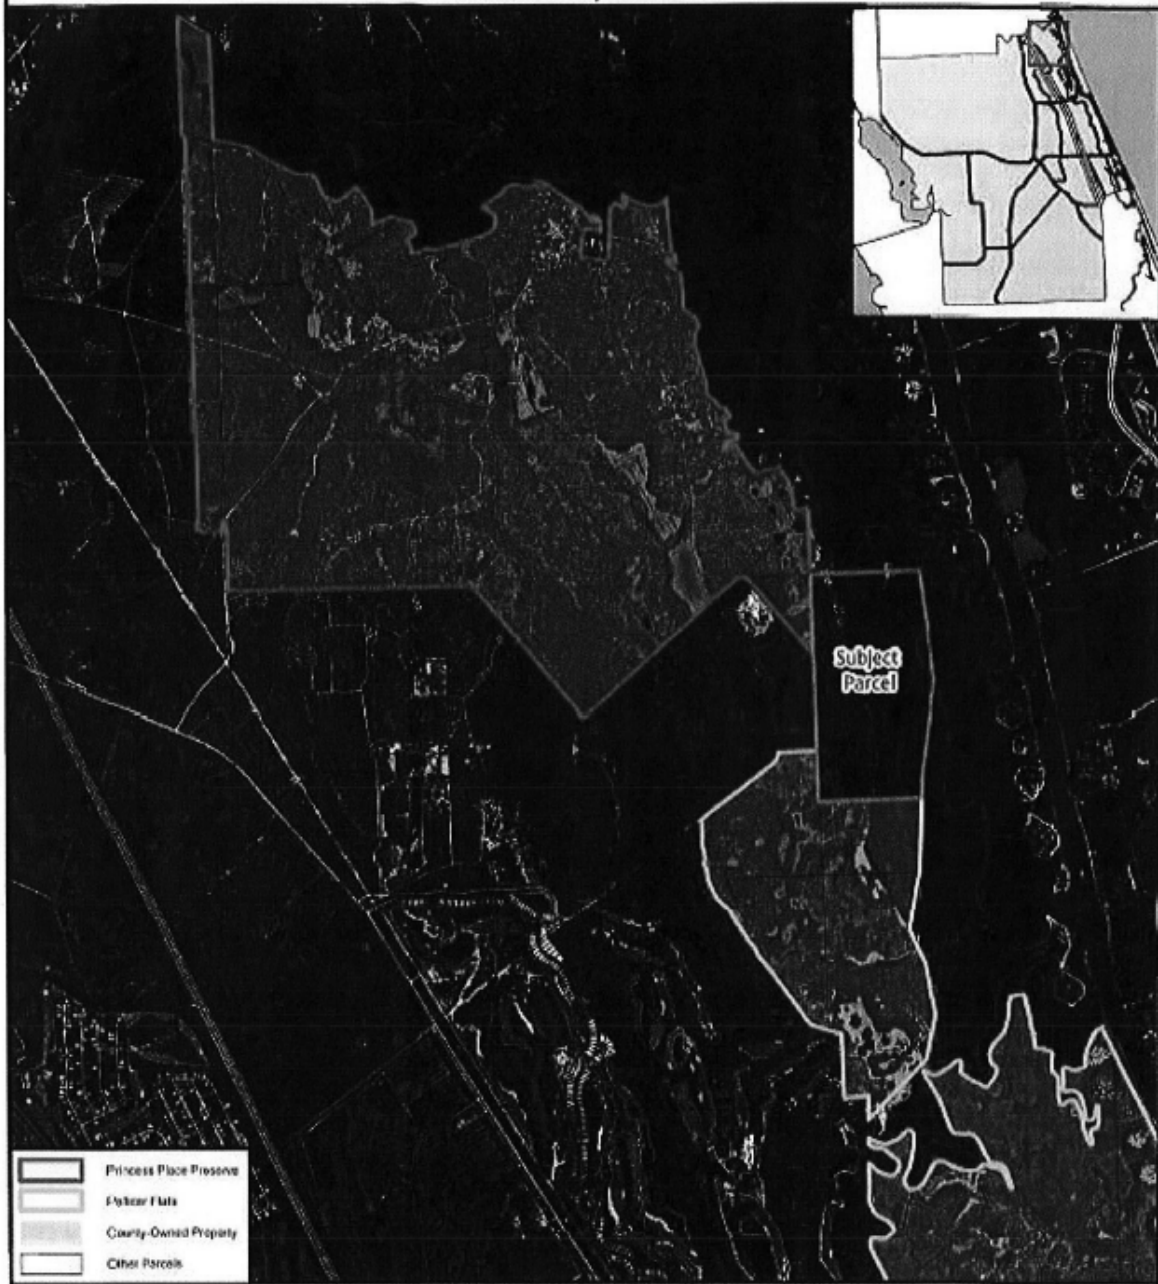 Subject
Parcel
Princess Place Preserve
Pellicer Flats
County-Owned Property
Other Parcels